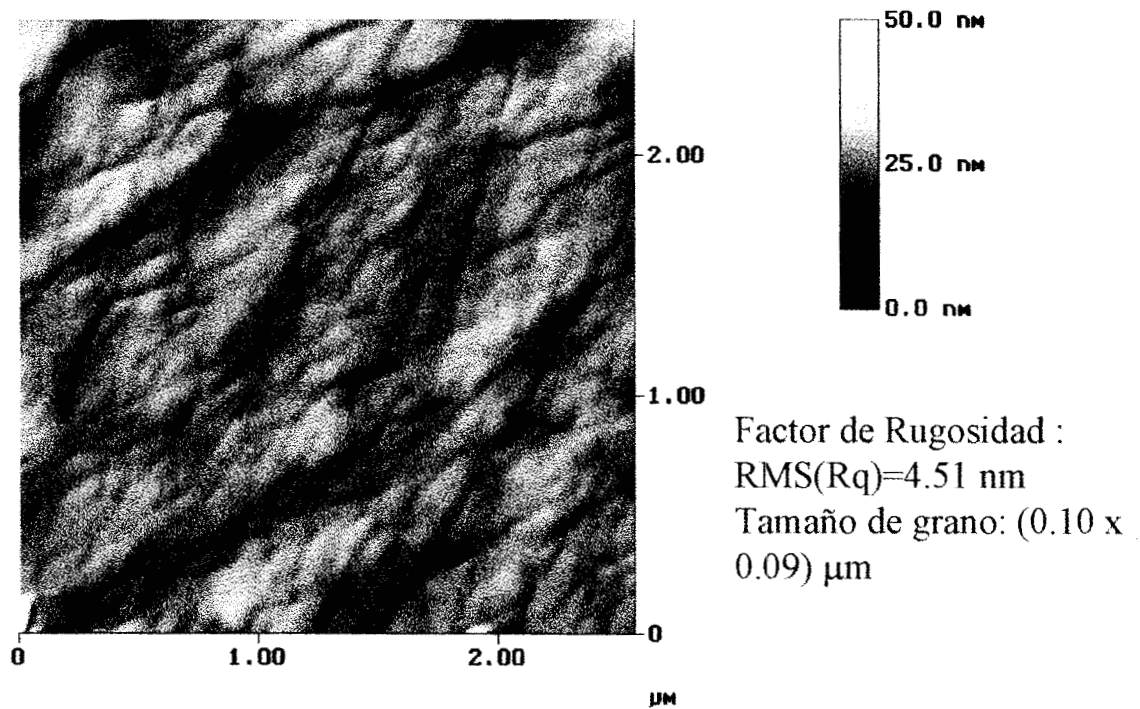 50.0 nm
25.0 nm
0.0 nm
2.00
1.00
0
0
1.00
2.00
μm
Factor de Rugosidad :
RMS(Rq)=4.51 nm
Tamaño de grano: (0.10 x
0.09) μm